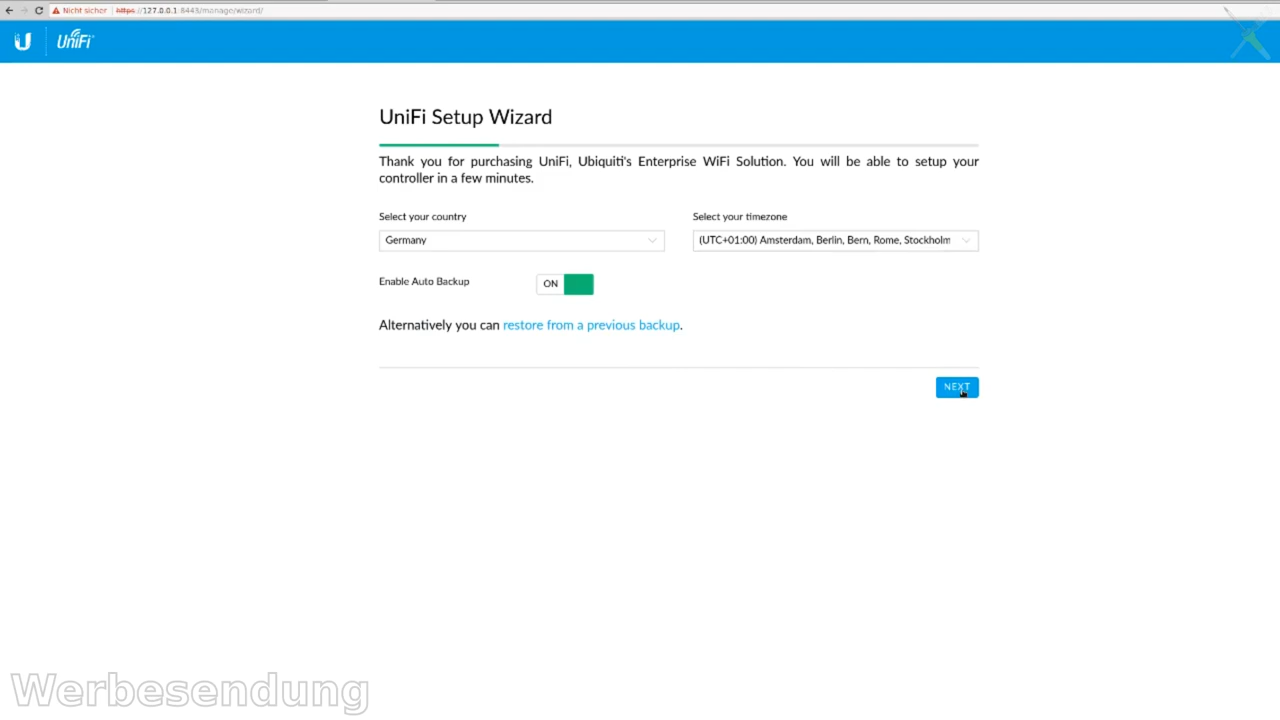 Nicht sicher https://127.0.0.1:8443/manage/wizard/
U UniFi
UniFi Setup Wizard
Thank you for purchasing UniFi, Ubiquiti's Enterprise WiFi Solution. You will be able to setup your
controller in a few minutes.
Select your country Select your timezone
Germany (UTC+01:00) Amsterdam, Berlin, Bern, Rome, Stockholm
Enable Auto Backup ON
Alternatively you can restore from a previous backup.
NEXT
Werbesendung